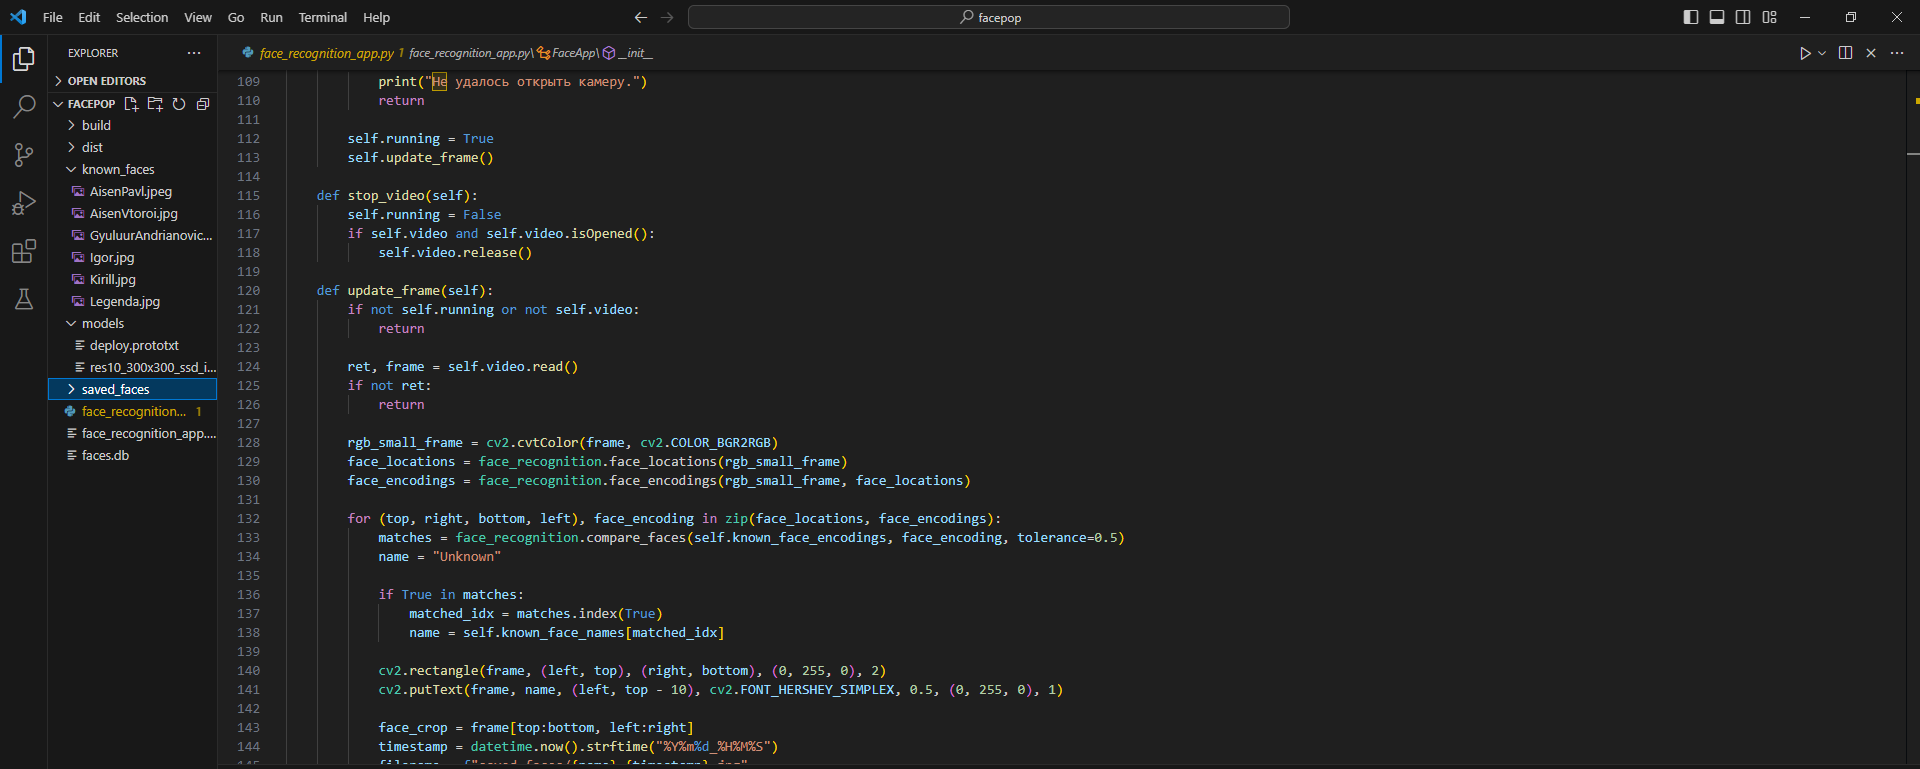 File Edit Selection View Go Run Terminal Help
facepop
EXPLORER
OPEN EDITORS
FACEPOP
build
dist
known_faces
AisenPavl.jpeg
AisenVtoroi.jpg
GyuluurAndrianovic...
Igor.jpg
Kirill.jpg
Legenda.jpg
models
deploy.prototxt
res10_300x300_ssd_i...
saved_faces
face_recognition... 1
face_recognition_app....
faces.db
face_recognition_app.py 1 face_recognition_app.py\ FaceApp\ __init__
109 print("Не удалось открыть камеру.")
110 return
111
112 self.running = True
113 self.update_frame()
114
115 def stop_video(self):
116 self.running = False
117 if self.video and self.video.isOpened():
118 self.video.release()
119
120 def update_frame(self):
121 if not self.running or not self.video:
122 return
123
124 ret, frame = self.video.read()
125 if not ret:
126 return
127
128 rgb_small_frame = cv2.cvtColor(frame, cv2.COLOR_BGR2RGB)
129 face_locations = face_recognition.face_locations(rgb_small_frame)
130 face_encodings = face_recognition.face_encodings(rgb_small_frame, face_locations)
131
132 for (top, right, bottom, left), face_encoding in zip(face_locations, face_encodings):
133 matches = face_recognition.compare_faces(self.known_face_encodings, face_encoding, tolerance=0.5)
134 name = "Unknown"
135
136 if True in matches:
137 matched_idx = matches.index(True)
138 name = self.known_face_names[matched_idx]
139
140 cv2.rectangle(frame, (left, top), (right, bottom), (0, 255, 0), 2)
141 cv2.putText(frame, name, (left, top - 10), cv2.FONT_HERSHEY_SIMPLEX, 0.5, (0, 255, 0), 1)
142
143 face_crop = frame[top:bottom, left:right]
144 timestamp = datetime.now().strftime("%Y%m%d_%H%M%S")